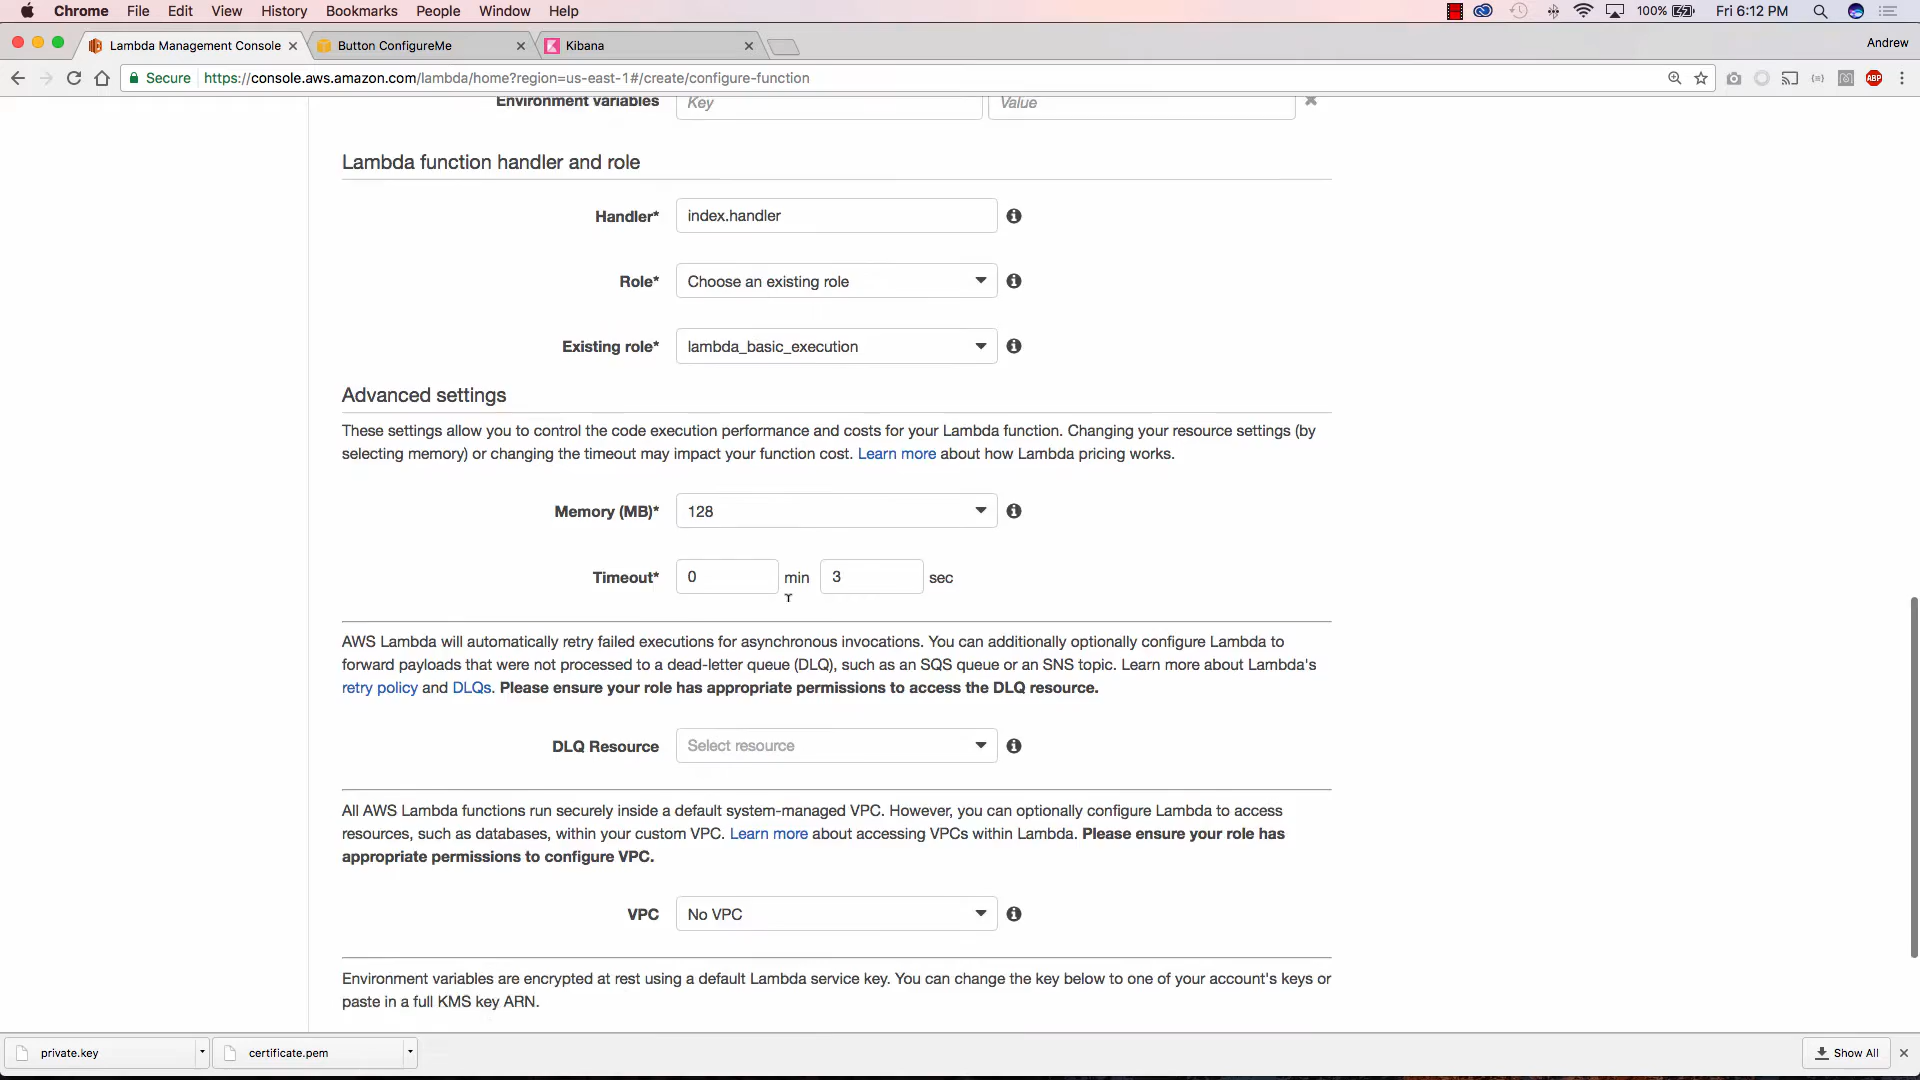 Chrome File Edit View History Bookmarks People Window Help 100% Fri 6:12 PM
Lambda Management Console Button ConfigureMe Kibana Andrew
Secure https://console.aws.amazon.com/lambda/home?region=us-east-1#/create/configure-function ABP
Environment variables Key Value
Lambda function handler and role
Handler* index.handler
Role* Choose an existing role
Existing role* lambda_basic_execution
Advanced settings
These settings allow you to control the code execution performance and costs for your Lambda function. Changing your resource settings (by
selecting memory) or changing the timeout may impact your function cost. Learn more about how Lambda pricing works.
Memory (MB)* 128
Timeout* 0 min 3 sec
AWS Lambda will automatically retry failed executions for asynchronous invocations. You can additionally optionally configure Lambda to
forward payloads that were not processed to a dead-letter queue (DLQ), such as an SQS queue or an SNS topic. Learn more about Lambda's
retry policy and DLQs. Please ensure your role has appropriate permissions to access the DLQ resource.
DLQ Resource Select resource
All AWS Lambda functions run securely inside a default system-managed VPC. However, you can optionally configure Lambda to access
resources, such as databases, within your custom VPC. Learn more about accessing VPCs within Lambda. Please ensure your role has
appropriate permissions to configure VPC.
VPC No VPC
Environment variables are encrypted at rest using a default Lambda service key. You can change the key below to one of your account's keys or
paste in a full KMS key ARN.
private.key certificate.pem Show All